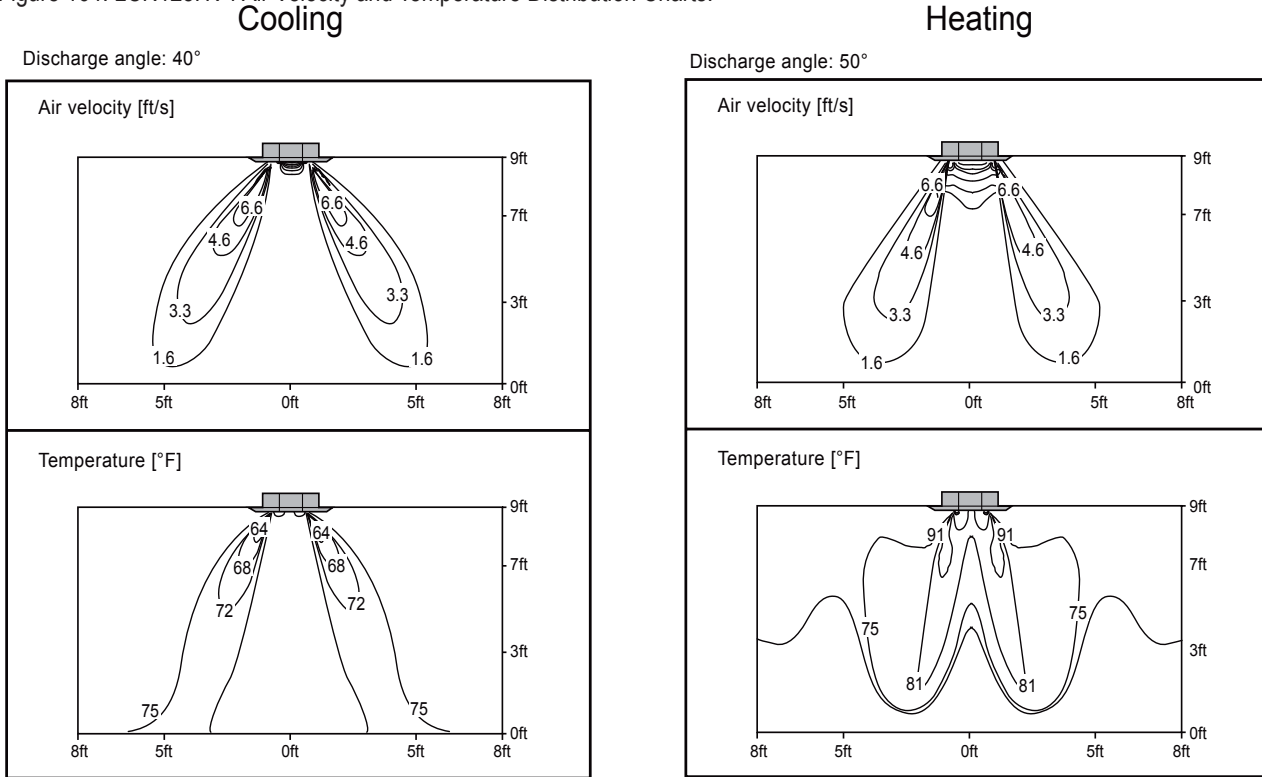 Cooling
Discharge angle: 40°
Air velocity [ft/s]
9ft
6.6
6.6
7ft
4.6
4.6
3.3
3.3
3ft
1.6
1.6
0ft
8ft 5ft 0ft 5ft 8ft
Temperature [°F]
9ft
64
64
68
68
7ft
72
72
3ft
75
75
0ft
8ft 5ft 0ft 5ft 8ft
Heating
Discharge angle: 50°
Air velocity [ft/s]
9ft
6.6
6.6
7ft
4.6
4.6
3ft
3.3
3.3
1.6
1.6
0ft
8ft 5ft 0ft 5ft 8ft
Temperature [°F]
9ft
91
91
7ft
75
75
3ft
81
81
0ft
8ft 5ft 0ft 5ft 8ft